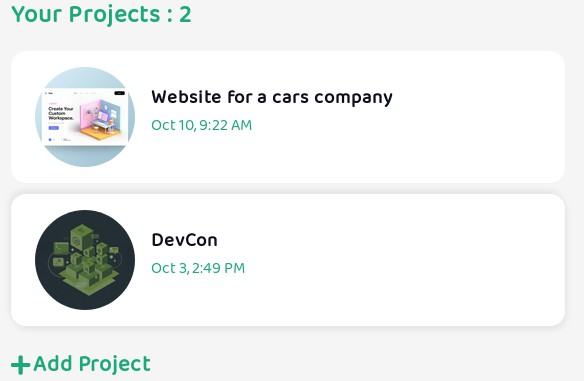 Your Projects : 2
Website for a cars company
Oct 10, 9:22 AM
Create Your
Custom
Workspace.
DevCon
Oct 3, 2:49 PM
+Add Project